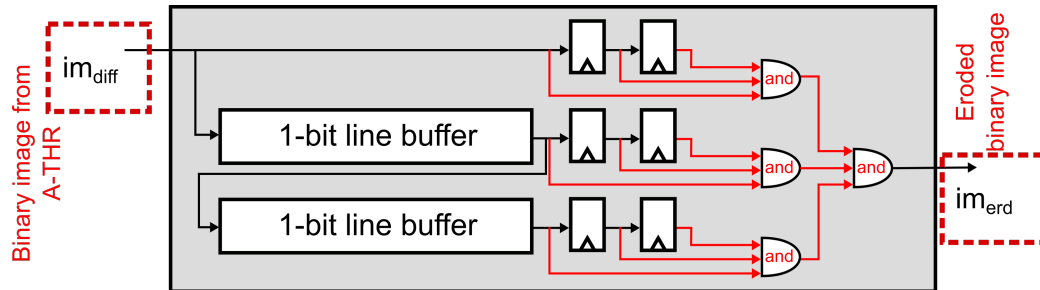 Binary image from
A-THR
im_diff
1-bit line buffer
1-bit line buffer
and
and
and
and
Eroded
binary image
im_erd